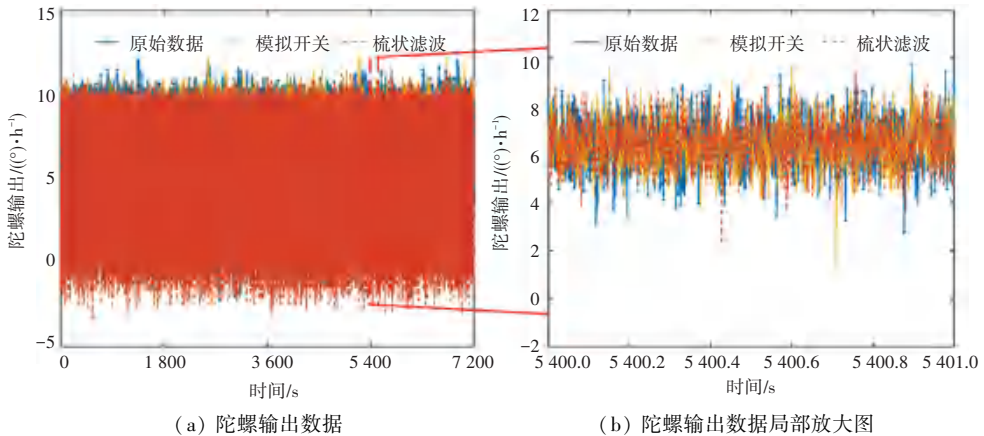 15
10
5
0
−5
陀螺输出/((°)·h⁻¹)
原始数据 模拟开关 梳状滤波
0 1 800 3 600 5 400 7 200
时间/s
(a) 陀螺输出数据
12
10
8
6
4
2
0
−2
陀螺输出/((°)·h⁻¹)
原始数据 模拟开关 梳状滤波
5 400.0 5 400.2 5 400.4 5 400.6 5 400.8 5 401.0
时间/s
(b) 陀螺输出数据局部放大图